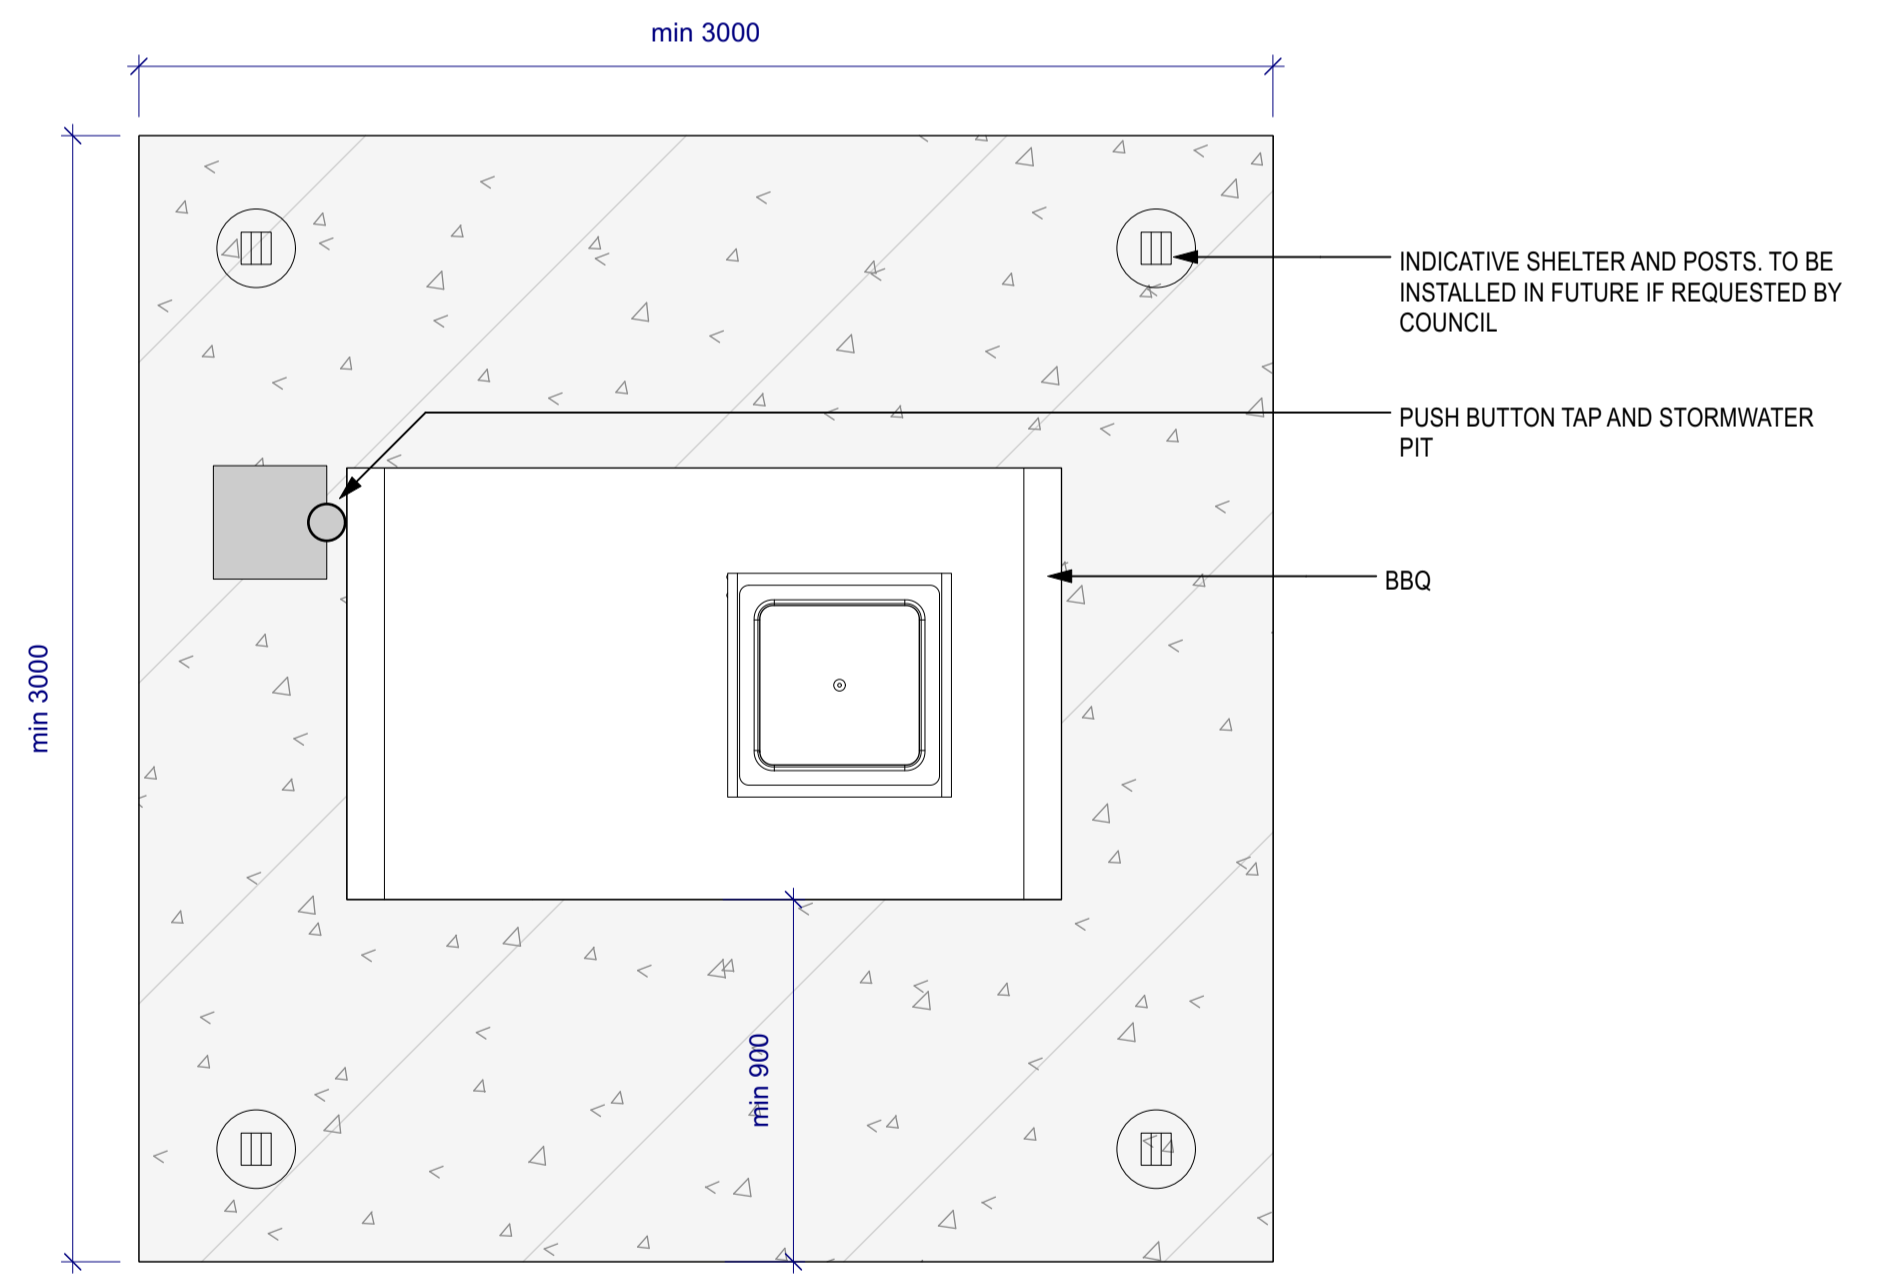 min 3000
INDICATIVE SHELTER AND POSTS. TO BE
INSTALLED IN FUTURE IF REQUESTED BY
COUNCIL
PUSH BUTTON TAP AND STORMWATER
PIT
BBQ
min 3000
min 900